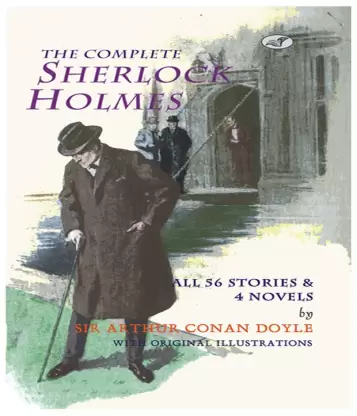 THE COMPLETE
SHERLOCK
HOLMES
ALL 56 STORIES &
4 NOVELS
by
SIR ARTHUR CONAN DOYLE
WITH ORIGINAL ILLUSTRATIONS